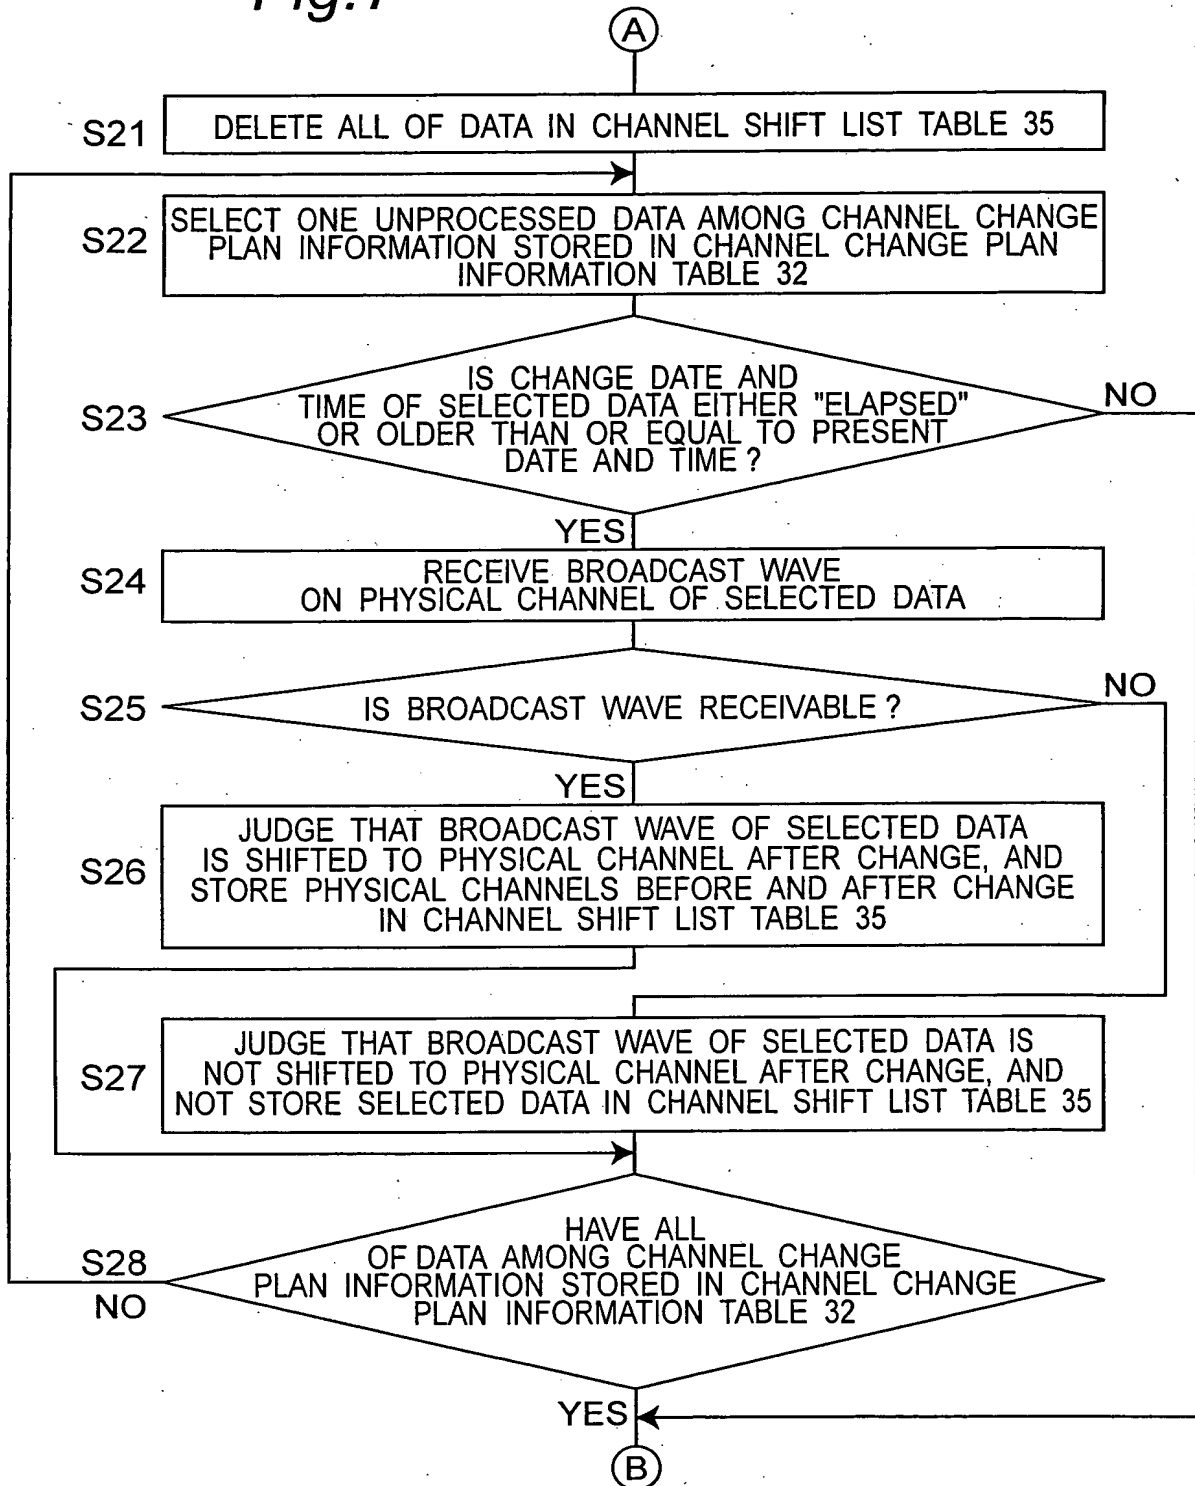 Fig.7
A
S21
DELETE ALL OF DATA IN CHANNEL SHIFT LIST TABLE 35
S22
SELECT ONE UNPROCESSED DATA AMONG CHANNEL CHANGE
PLAN INFORMATION STORED IN CHANNEL CHANGE PLAN
INFORMATION TABLE 32
S23
IS CHANGE DATE AND
TIME OF SELECTED DATA EITHER "ELAPSED"
OR OLDER THAN OR EQUAL TO PRESENT
DATE AND TIME ?
NO
YES
S24
RECEIVE BROADCAST WAVE
ON PHYSICAL CHANNEL OF SELECTED DATA
S25
IS BROADCAST WAVE RECEIVABLE ?
NO
YES
S26
JUDGE THAT BROADCAST WAVE OF SELECTED DATA
IS SHIFTED TO PHYSICAL CHANNEL AFTER CHANGE, AND
STORE PHYSICAL CHANNELS BEFORE AND AFTER CHANGE
IN CHANNEL SHIFT LIST TABLE 35
S27
JUDGE THAT BROADCAST WAVE OF SELECTED DATA IS
NOT SHIFTED TO PHYSICAL CHANNEL AFTER CHANGE, AND
NOT STORE SELECTED DATA IN CHANNEL SHIFT LIST TABLE 35
S28
NO
HAVE ALL
OF DATA AMONG CHANNEL CHANGE
PLAN INFORMATION STORED IN CHANNEL CHANGE
PLAN INFORMATION TABLE 32
YES
B